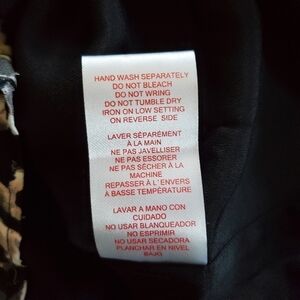 HAND WASH SEPARATELY
DO NOT BLEACH
DO NOT WRING
DO NOT TUMBLE DRY
IRON ON LOW SETTING
ON REVERSE SIDE
LAVER SÉPARÉMENT
À LA MAIN
NE PAS JAVELLISER
NE PAS ESSORER
NE PAS SÉCHER À LA
MACHINE
REPASSER À L'ENVERS
À BASSE TEMPÉRATURE
LAVAR A MANO CON
CUIDADO
NO USAR BLANQUEADOR
NO ESPRIMIR
NO USAR SECADORA
PLANCHAR EN NIVEL
BAJO